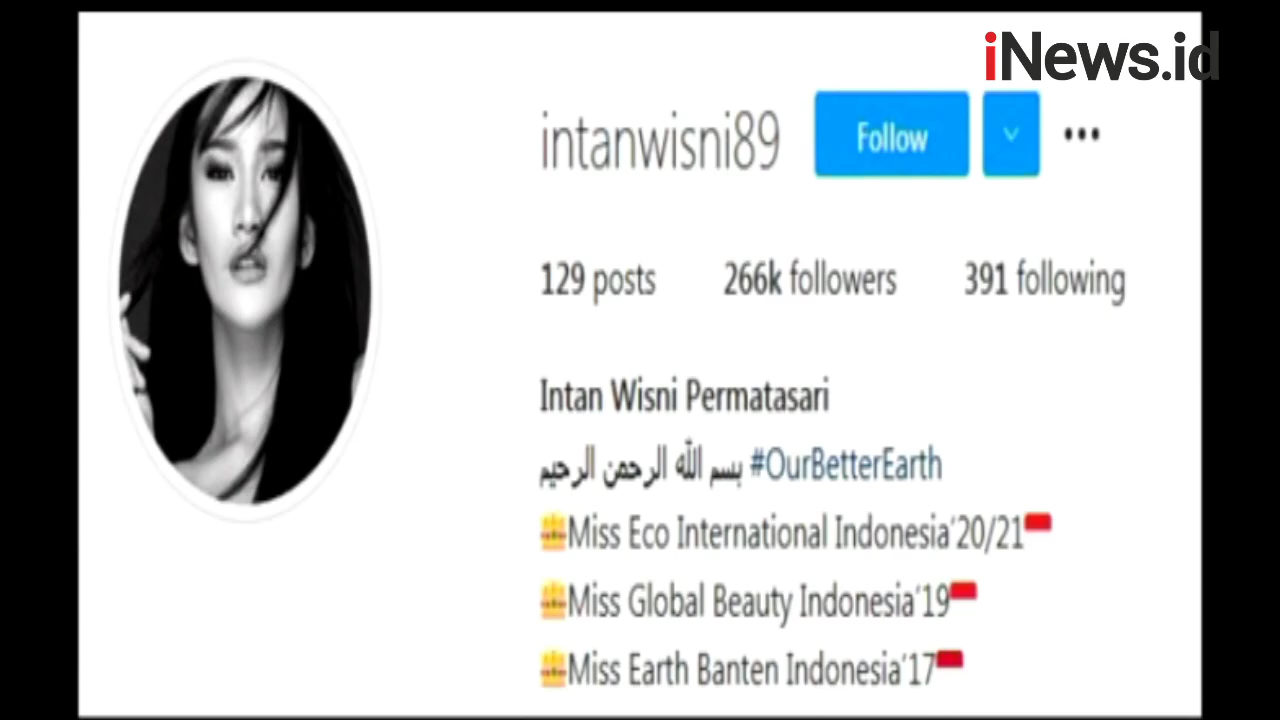 iNews.id
intanwisni89 Follow
129 posts 266k followers 391 following
Intan Wisni Permatasari
بسم الله الرحمن الرحيم #OurBetterEarth
Miss Eco International Indonesia'20/21
Miss Global Beauty Indonesia'19
Miss Earth Banten Indonesia'17